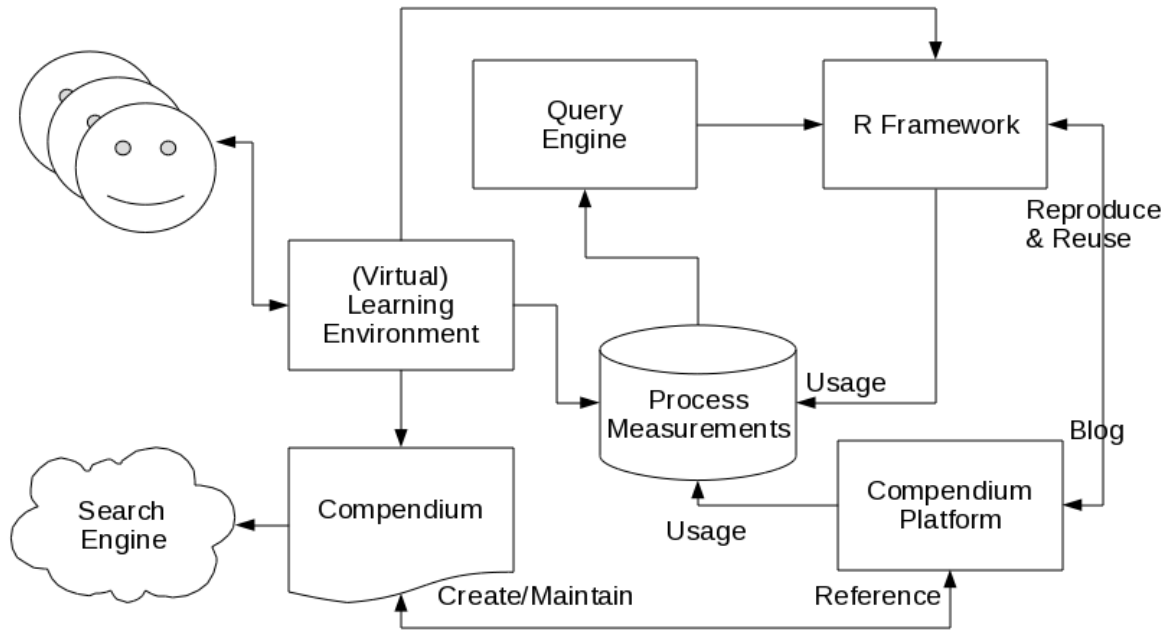 Query
Engine
R Framework
Reproduce
& Reuse
(Virtual)
Learning
Environment
Process
Measurements
Usage
Blog
Compendium
Platform
Usage
Search
Engine
Compendium
Create/Maintain
Reference